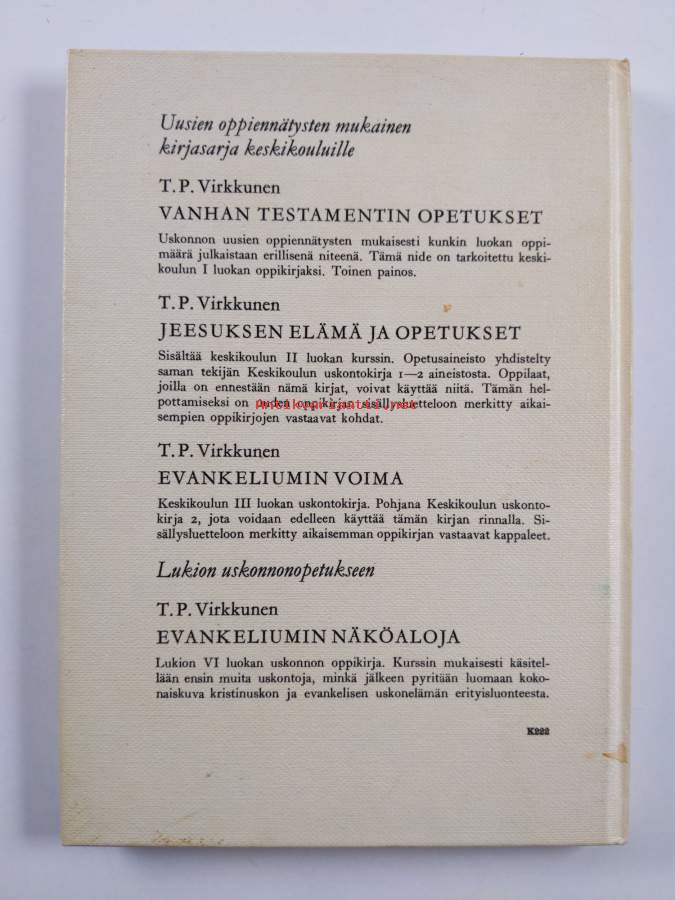 Uusien oppiennätysten mukainen
kirjasarja keskikouluille
T. P. Virkkunen
VANHAN TESTAMENTIN OPETUKSET
Uskonnon uusien oppiennätysten mukaisesti kunkin luokan oppi-
määrä julkaistaan erillisenä niteenä. Tämä nide on tarkoitettu keski-
koulun I luokan oppikirjaksi. Toinen painos.
T. P. Virkkunen
JEESUKSEN ELÄMÄ JA OPETUKSET
Sisältää keskikoulun II luokan kurssin. Opetusaineisto yhdistelty
saman tekijän Keskikoulun uskontokirja 1—2 aineistosta. Oppilaat,
joilla on ennestään nämä kirjat, voivat käyttää niitä. Tämän hel-
pottamiseksi on uuden oppikirjan sisällysluetteloon merkitty aikai-
Antikvariaatti.net
sempien oppikirjojen vastaavat kohdat.
T. P. Virkkunen
EVANKELIUMIN VOIMA
Keskikoulun III luokan uskontokirja. Pohjana Keskikoulun uskonto-
kirja 2, jota voidaan edelleen käyttää tämän kirjan rinnalla. Si-
sällysluetteloon merkitty aikaisemman oppikirjan vastaavat kappaleet.
Lukion uskonnonopetukseen
T. P. Virkkunen
EVANKELIUMIN NÄKÖALOJA
Lukion VI luokan uskonnon oppikirja. Kurssin mukaisesti käsitel-
lään ensin muita uskontoja, minkä jälkeen pyritään luomaan koko-
naiskuva kristinuskon ja evankelisen uskonelämän erityisluonteesta.
K222